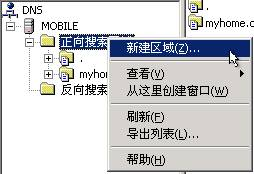 DNS
MOBILE
正向搜索
.
myho
反向搜索
.
myhome.c
新建区域(Z)...
查看(V)
从这里创建窗口(W)
刷新(F)
导出列表(L)...
帮助(H)